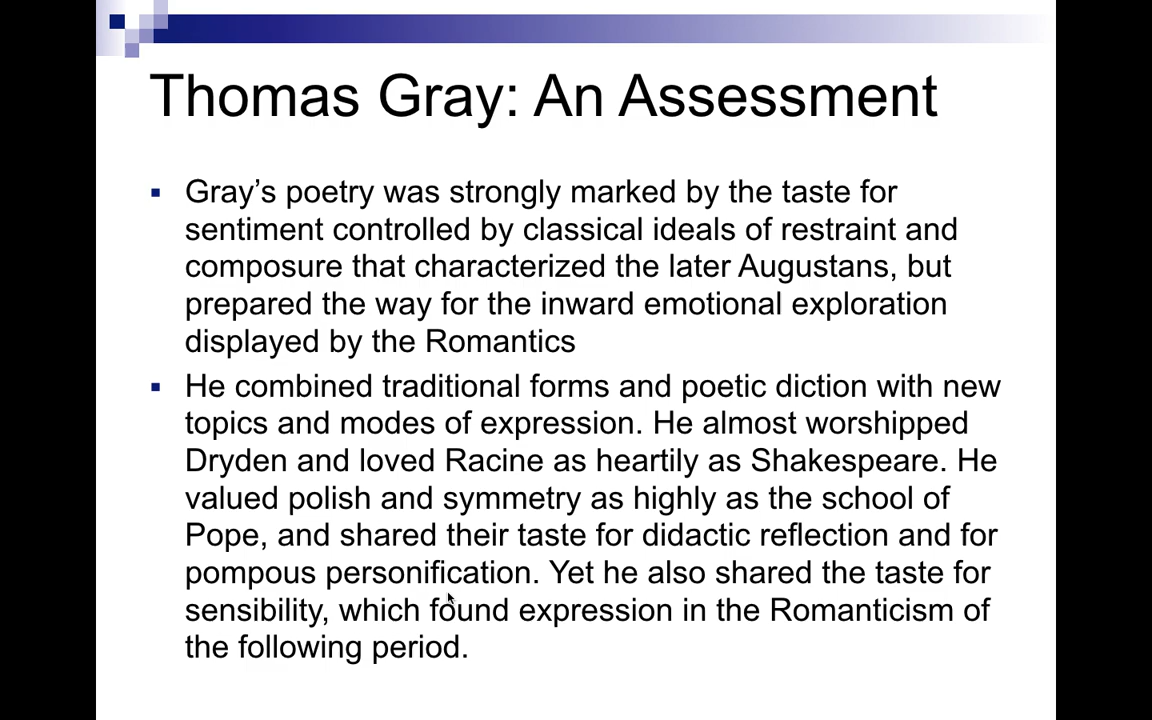 Thomas Gray: An Assessment
Gray’s poetry was strongly marked by the taste for
sentiment controlled by classical ideals of restraint and
composure that characterized the later Augustans, but
prepared the way for the inward emotional exploration
displayed by the Romantics
He combined traditional forms and poetic diction with new
topics and modes of expression. He almost worshipped
Dryden and loved Racine as heartily as Shakespeare. He
valued polish and symmetry as highly as the school of
Pope, and shared their taste for didactic reflection and for
pompous personification. Yet he also shared the taste for
sensibility, which found expression in the Romanticism of
the following period.